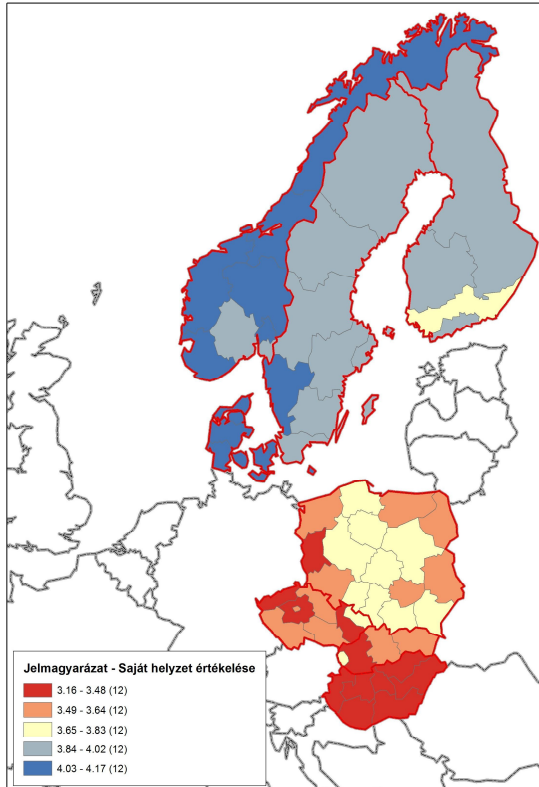 Jelmagyarázat - Saját helyzet értékelése
3.16 - 3.48 (12)
3.49 - 3.64 (12)
3.65 - 3.83 (12)
3.84 - 4.02 (12)
4.03 - 4.17 (12)